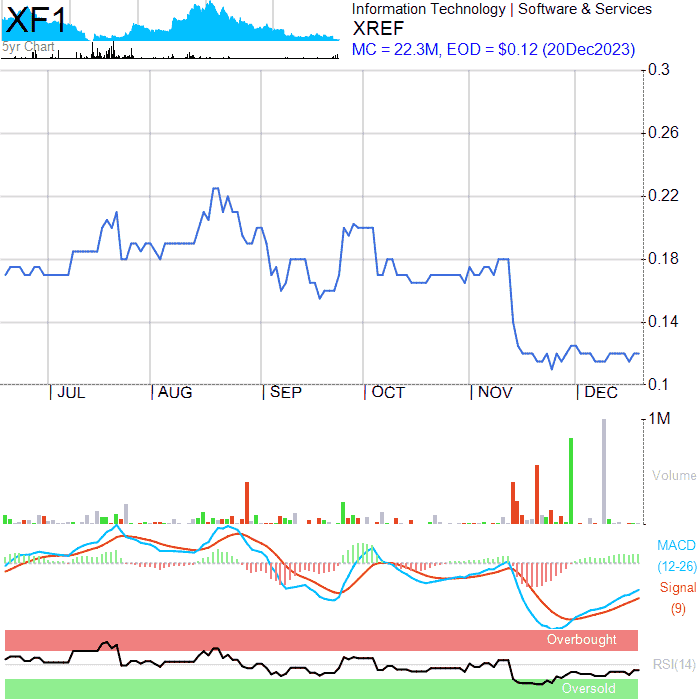 XF1
5yr Chart
Information Technology | Software & Services
XREF
MC = 22.3M, EOD = $0.12 (20Dec2023)
0.3
0.26
0.22
0.18
0.14
0.1
JUL AUG SEP OCT NOV DEC
1M
Volume
MACD
(12-26)
Signal
(9)
Overbought
RSI(14)
Oversold